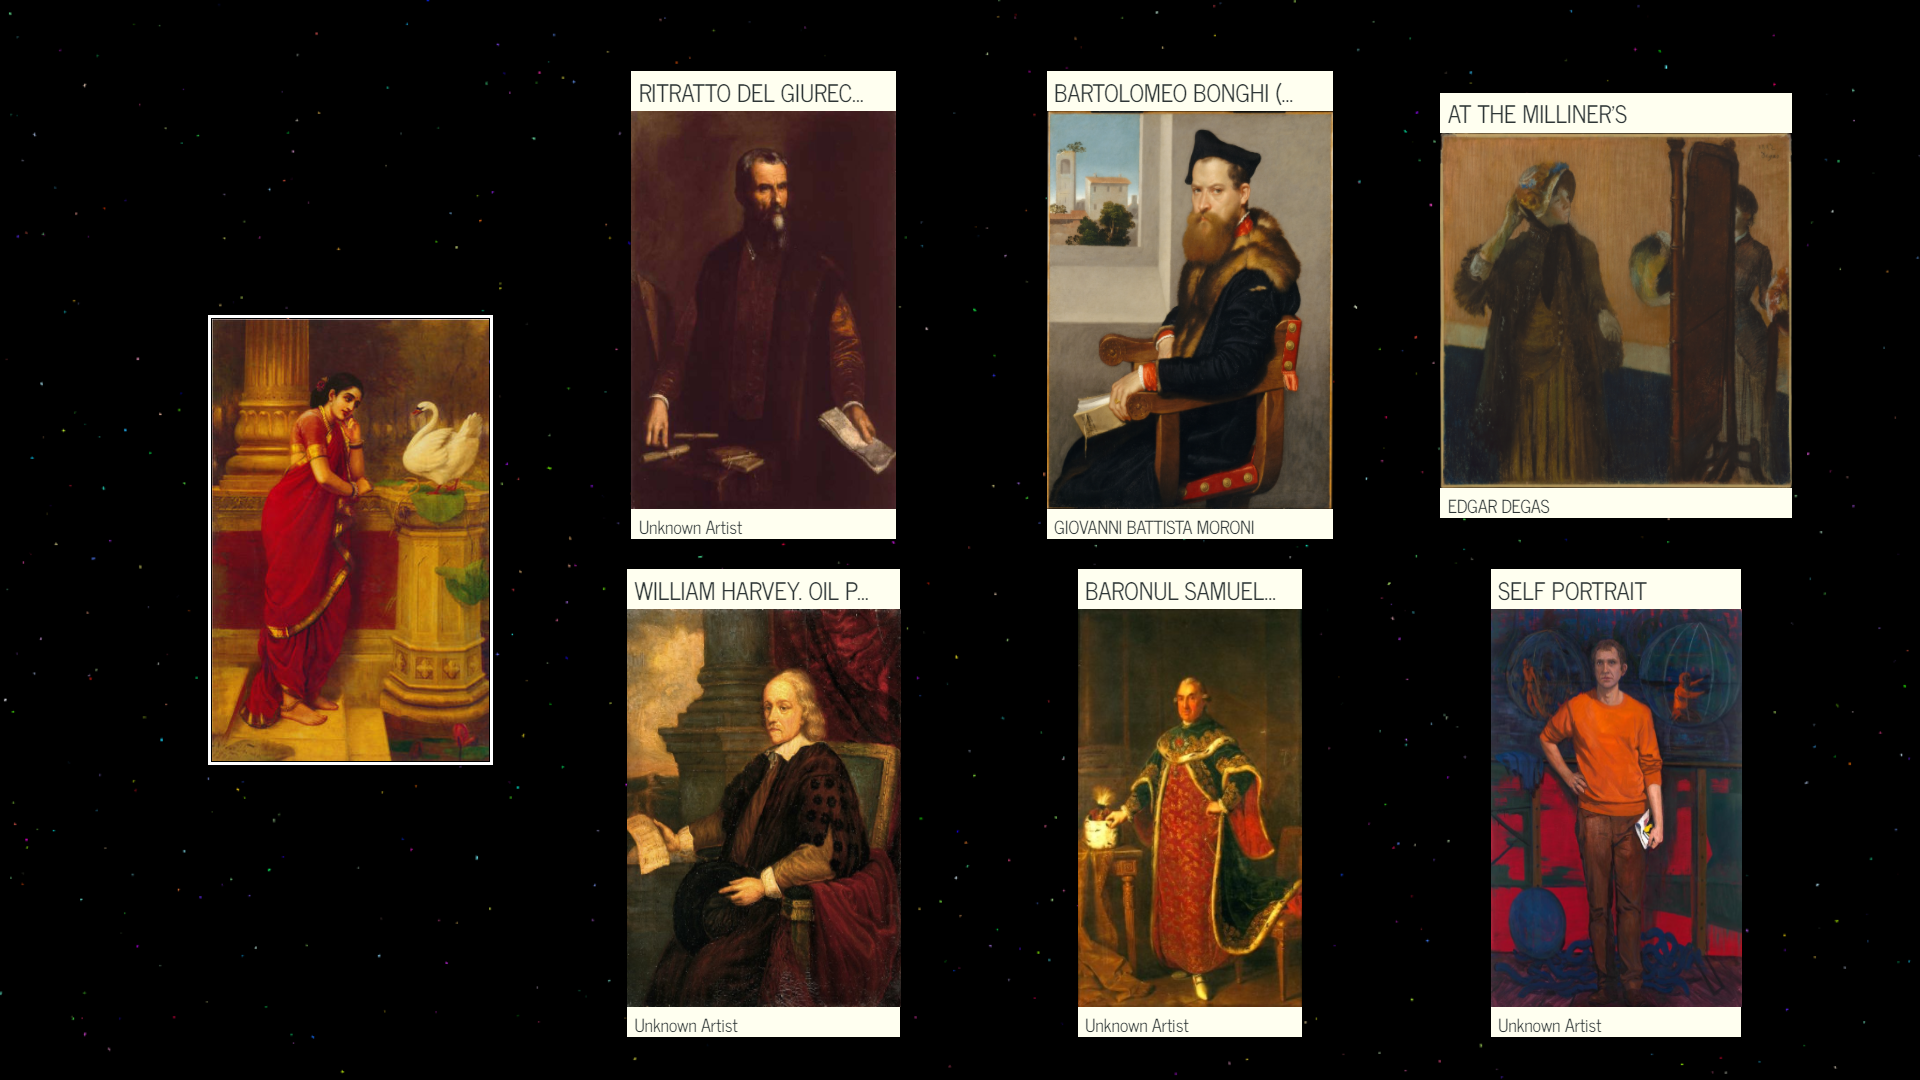 RITRATTO DEL GIUREC...
Unknown Artist
BARTOLOMEO BONGHI (...
GIOVANNI BATTISTA MORONI
AT THE MILLINER'S
EDGAR DEGAS
WILLIAM HARVEY. OIL P...
Unknown Artist
BARONUL SAMUEL...
Unknown Artist
SELF PORTRAIT
Unknown Artist